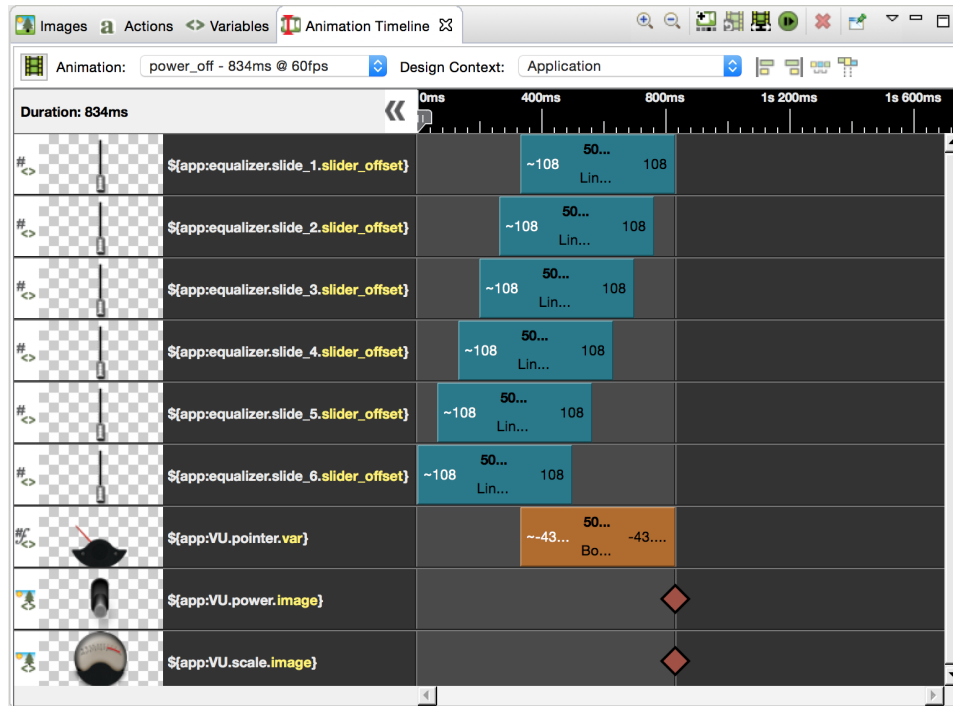 Images a Actions <> Variables Animation Timeline
Animation: power_off - 834ms @ 60fps Design Context: Application
Duration: 834ms 0ms 400ms 800ms 1s 200ms 1s 600ms
50...
${app:equalizer.slide_1.slider_offset} ~108 108
Lin...
50...
${app:equalizer.slide_2.slider_offset} ~108 108
Lin...
50...
${app:equalizer.slide_3.slider_offset} ~108 108
Lin...
50...
${app:equalizer.slide_4.slider_offset} ~108 108
Lin...
50...
${app:equalizer.slide_5.slider_offset} ~108 108
Lin...
50...
${app:equalizer.slide_6.slider_offset} ~108 108
Lin...
50...
${app:VU.pointer.var} ~-43... -43....
Bo...
${app:VU.power.image}
${app:VU.scale.image}